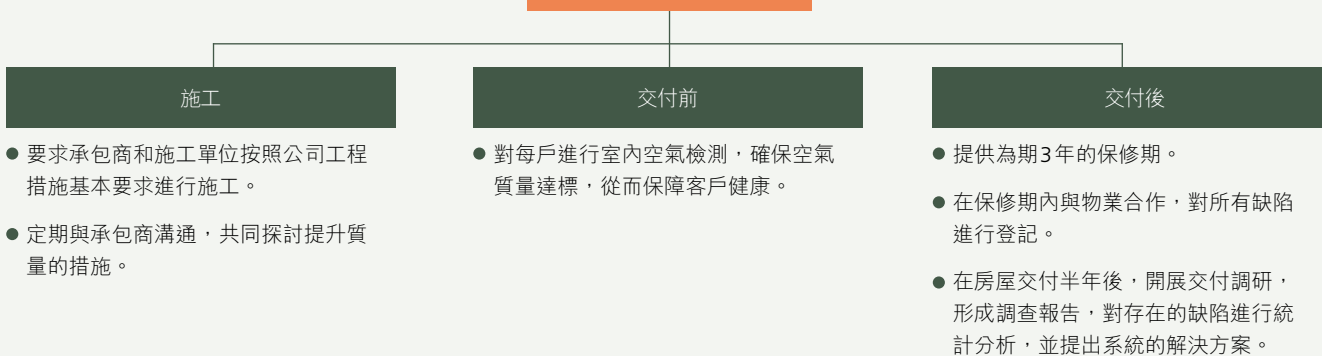 施工
● 要求承包商和施工單位按照公司工程
措施基本要求進行施工。
● 定期與承包商溝通，共同探討提升質
量的措施。
交付前
● 對每戶進行室內空氣檢測，確保空氣
質量達標，從而保障客戶健康。
交付後
● 提供為期3年的保修期。
● 在保修期內與物業合作，對所有缺陷
進行登記。
● 在房屋交付半年後，開展交付調研，
形成調查報告，對存在的缺陷進行統
計分析，並提出系統的解決方案。